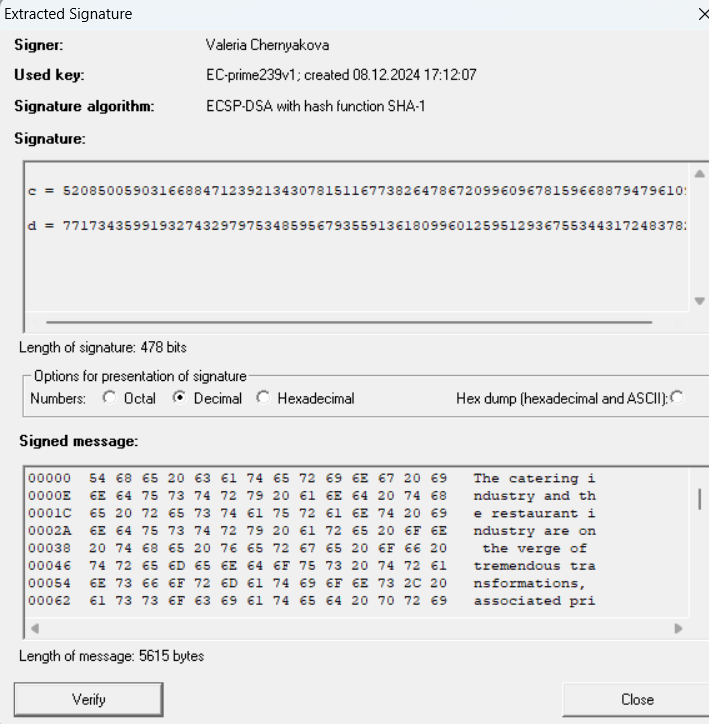 Extracted Signature
Signer: Valeria Chernyakova
Used key: EC-prime239v1; created 08.12.2024 17:12:07
Signature algorithm: ECSP-DSA with hash function SHA-1
Signature:
c = 520850059031668847123921343078151167738264786720996096781596688794796109
d = 771734359919327432979753485956793559136180996012595129367553443172483782
Length of signature: 478 bits
Options for presentation of signature
Numbers: Octal Decimal Hexadecimal Hex dump (hexadecimal and ASCII):
Signed message:
00000 54 68 65 20 63 61 74 65 72 69 6E 67 20 69 The catering i
0000E 6E 64 75 73 74 72 79 20 61 6E 64 20 74 68 ndustry and th
0001C 65 20 72 65 73 74 61 75 72 61 6E 74 20 69 e restaurant i
0002A 6E 64 75 73 74 72 79 20 61 72 65 20 6F 6E ndustry are on
00038 20 74 68 65 20 76 65 72 67 65 20 6F 66 20 the verge of
00046 74 72 65 6D 65 6E 64 6F 75 73 20 74 72 61 tremendous tra
00054 6E 73 66 6F 72 6D 61 74 69 6F 6E 73 2C 20 nsformations,
00062 61 73 73 6F 63 69 61 74 65 64 20 70 72 69 associated pri
Length of message: 5615 bytes
Verify Close